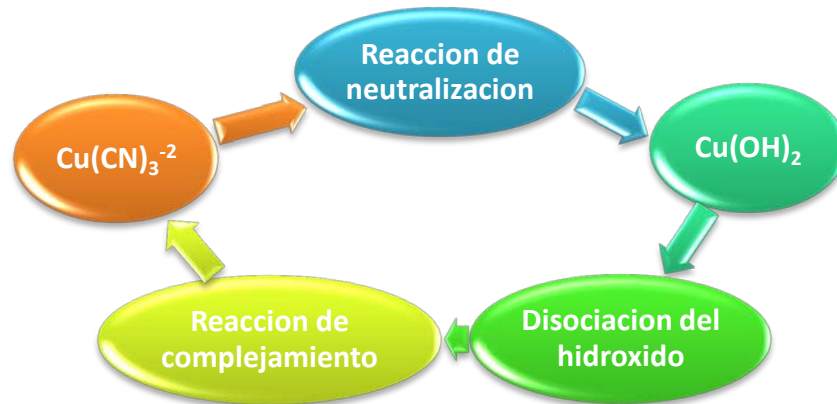 Reaccion de
neutralizacion
Cu(CN)₃⁻²
Cu(OH)₂
Reaccion de
complejamiento
Disociacion del
hidroxido